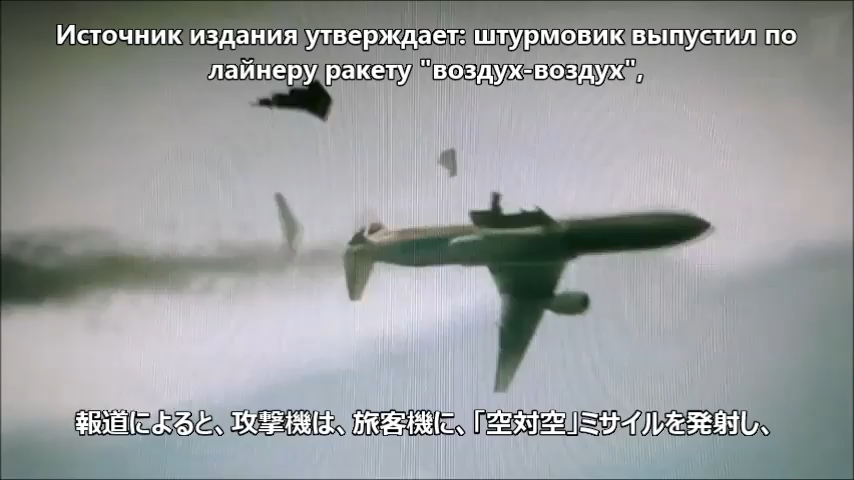 Источник издания утверждает: штурмовик выпустил по
лайнеру ракету "воздух-воздух",
報道によると、攻撃機は、旅客機に、「空対空」ミサイルを発射し、